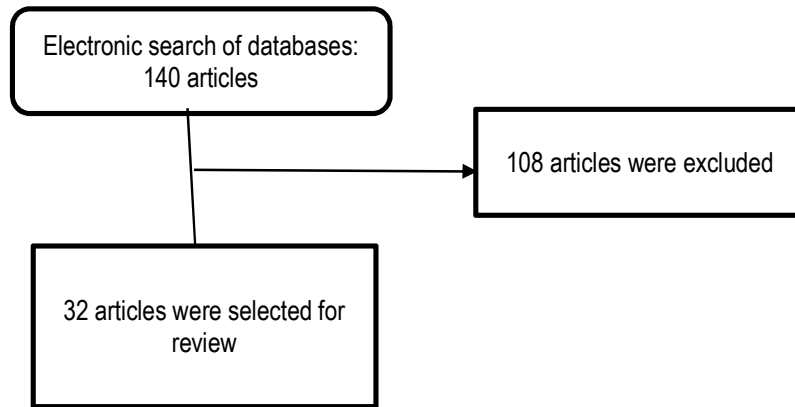 Electronic search of databases:
140 articles
108 articles were excluded
32 articles were selected for
review